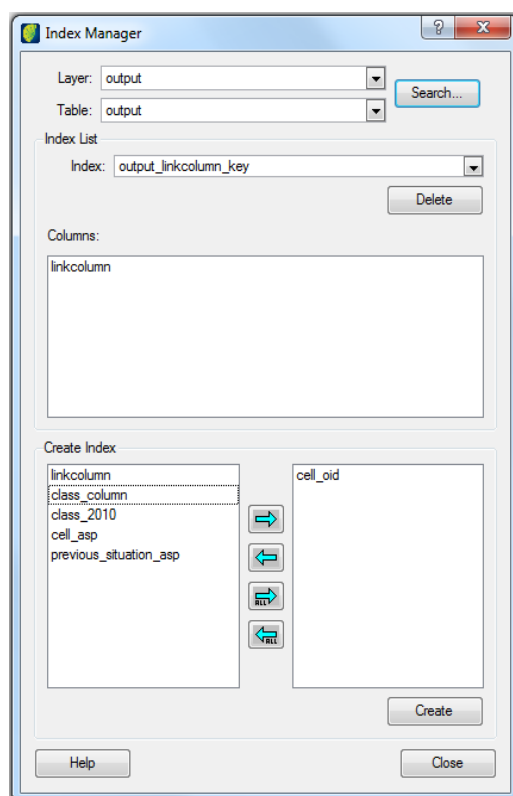 Index Manager
?
X
Layer: output
Search...
Table: output
Index List
Index: output_linkcolumn_key
Delete
Columns:
linkcolumn
Create Index
linkcolumn
class_column
class_2010
cell_asp
previous_situation_asp
cell_oid
ALL
ALL
Create
Help
Close